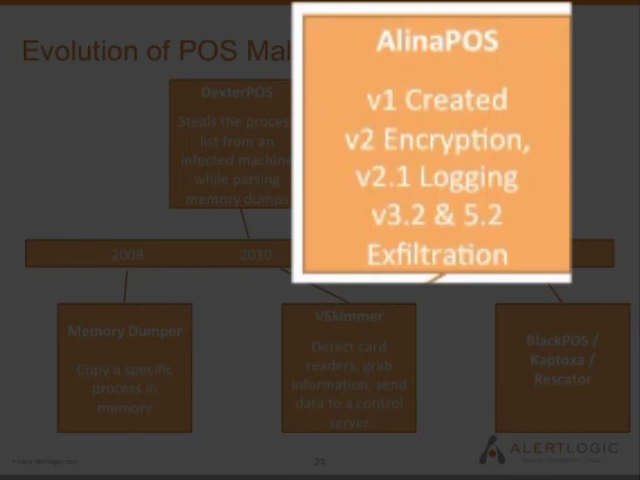 Evolution of POS Mal
AlinaPOS
v1 Created
v2 Encryption,
v2.1 Logging
v3.2 & 5.2
Exfiltration
DexterPOS
Steals the process
list from an
infected machine
while parsing
memory dumps
2008
2010
Memory Dumper
Copy a specific
process in
memory
VSkimmer
Detect card
readers, grab
information, send
data to a control
server
BlackPOS /
Kaptoxa /
Rescator
23
ALERTLOGIC